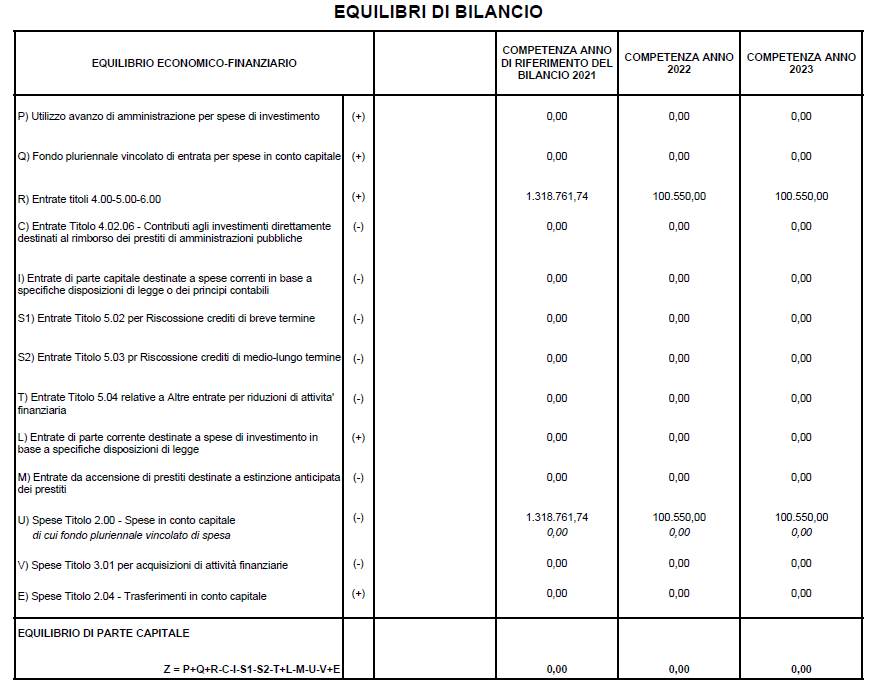 EQUILIBRI DI BILANCIO
EQUILIBRIO ECONOMICO-FINANZIARIO
COMPETENZA ANNO
DI RIFERIMENTO DEL
BILANCIO 2021
COMPETENZA ANNO
2022
COMPETENZA ANNO
2023
P) Utilizzo avanzo di amministrazione per spese di investimento (+) 0,00 0,00 0,00
Q) Fondo pluriennale vincolato di entrata per spese in conto capitale (+) 0,00 0,00 0,00
R) Entrate titoli 4.00-5.00-6.00 (+) 1.318.761,74 100.550,00 100.550,00
C) Entrate Titolo 4.02.06 - Contributi agli investimenti direttamente (-) 0,00 0,00 0,00
destinati al rimborso dei prestiti di amministrazioni pubbliche
I) Entrate di parte capitale destinate a spese correnti in base a (-) 0,00 0,00 0,00
specifiche disposizioni di legge o dei principi contabili
S1) Entrate Titolo 5.02 per Riscossione crediti di breve termine (-) 0,00 0,00 0,00
S2) Entrate Titolo 5.03 pr Riscossione crediti di medio-lungo termine (-) 0,00 0,00 0,00
T) Entrate Titolo 5.04 relative a Altre entrate per riduzioni di attivita' (-) 0,00 0,00 0,00
finanziaria
L) Entrate di parte corrente destinate a spese di investimento in (+) 0,00 0,00 0,00
base a specifiche disposizioni di legge
M) Entrate da accensione di prestiti destinate a estinzione anticipata (-) 0,00 0,00 0,00
dei prestiti
U) Spese Titolo 2.00 - Spese in conto capitale (-) 1.318.761,74 100.550,00 100.550,00
di cui fondo pluriennale vincolato di spesa 0,00 0,00 0,00
V) Spese Titolo 3.01 per acquisizioni di attività finanziarie (-) 0,00 0,00 0,00
E) Spese Titolo 2.04 - Trasferimenti in conto capitale (+) 0,00 0,00 0,00
EQUILIBRIO DI PARTE CAPITALE
Z = P+Q+R-C-I-S1-S2-T+L-M-U-V+E 0,00 0,00 0,00